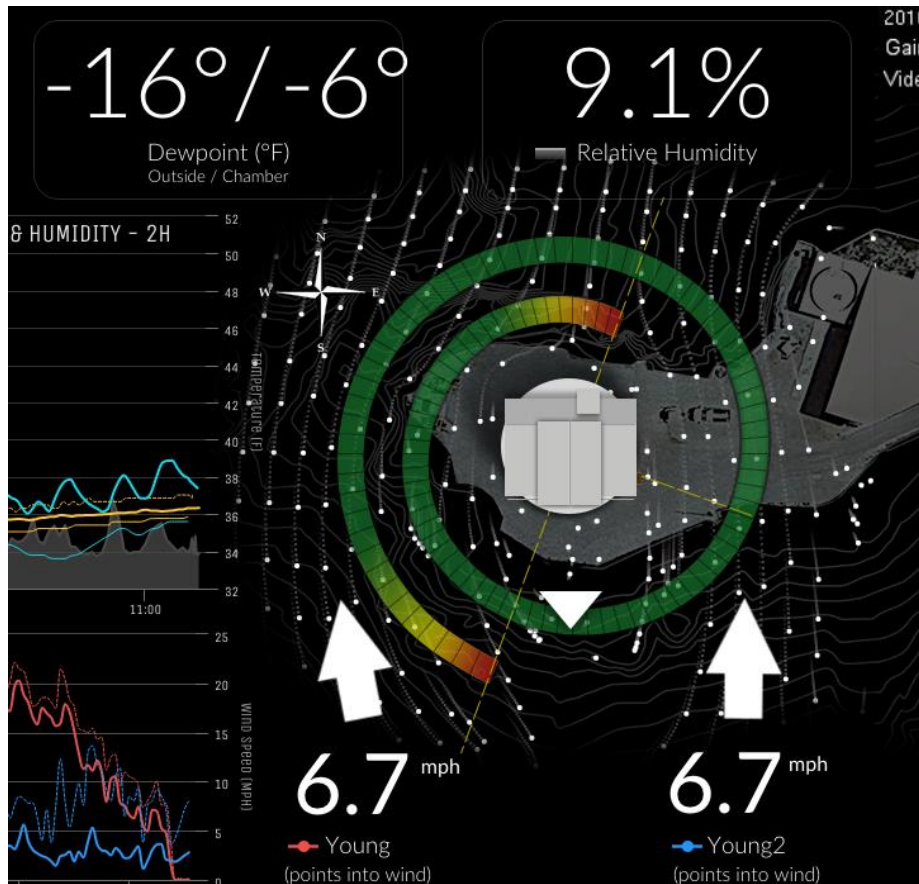 -16°/-6°
Dewpoint (°F)
Outside / Chamber
9.1%
Relative Humidity
& HUMIDITY - 2H
52
50
48
46
44
42
40
38
36
34
32
Temperature (F)
11:00
N
W
E
S
25
20
15
10
5
0
WIND SPEED (MPH)
6.7 mph
Young
(points into wind)
6.7 mph
Young2
(points into wind)